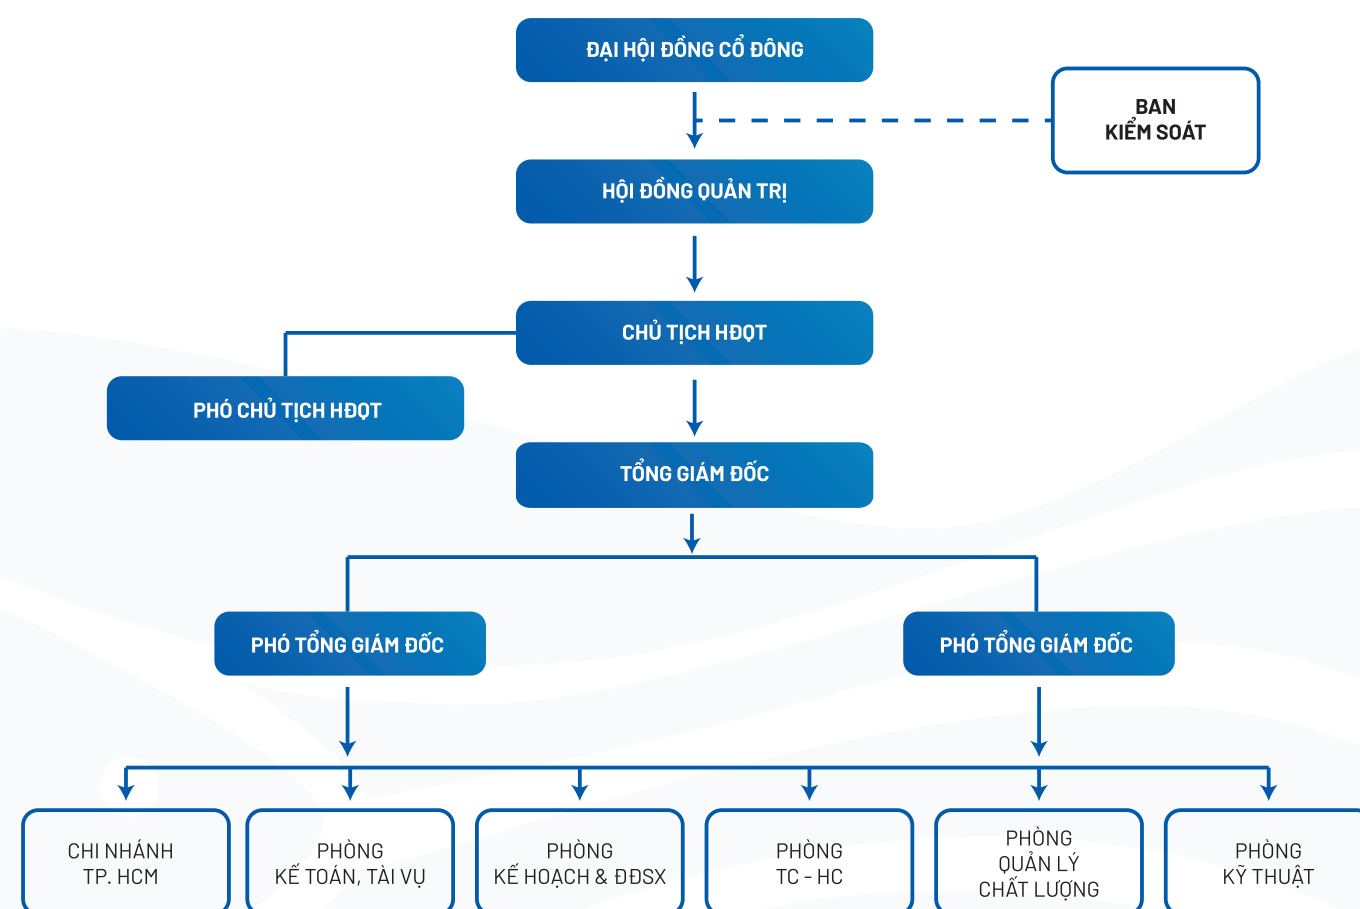 ĐẠI HỘI ĐỒNG CỔ ĐÔNG
BAN
KIỂM SOÁT
HỘI ĐỒNG QUẢN TRỊ
CHỦ TỊCH HĐQT
PHÓ CHỦ TỊCH HĐQT
TỔNG GIÁM ĐỐC
PHÓ TỔNG GIÁM ĐỐC
PHÓ TỔNG GIÁM ĐỐC
CHI NHÁNH
TP. HCM
PHÒNG
KẾ TOÁN, TÀI VỤ
PHÒNG
KẾ HOẠCH & ĐĐSX
PHÒNG
TC - HC
PHÒNG
QUẢN LÝ
CHẤT LƯỢNG
PHÒNG
KỸ THUẬT